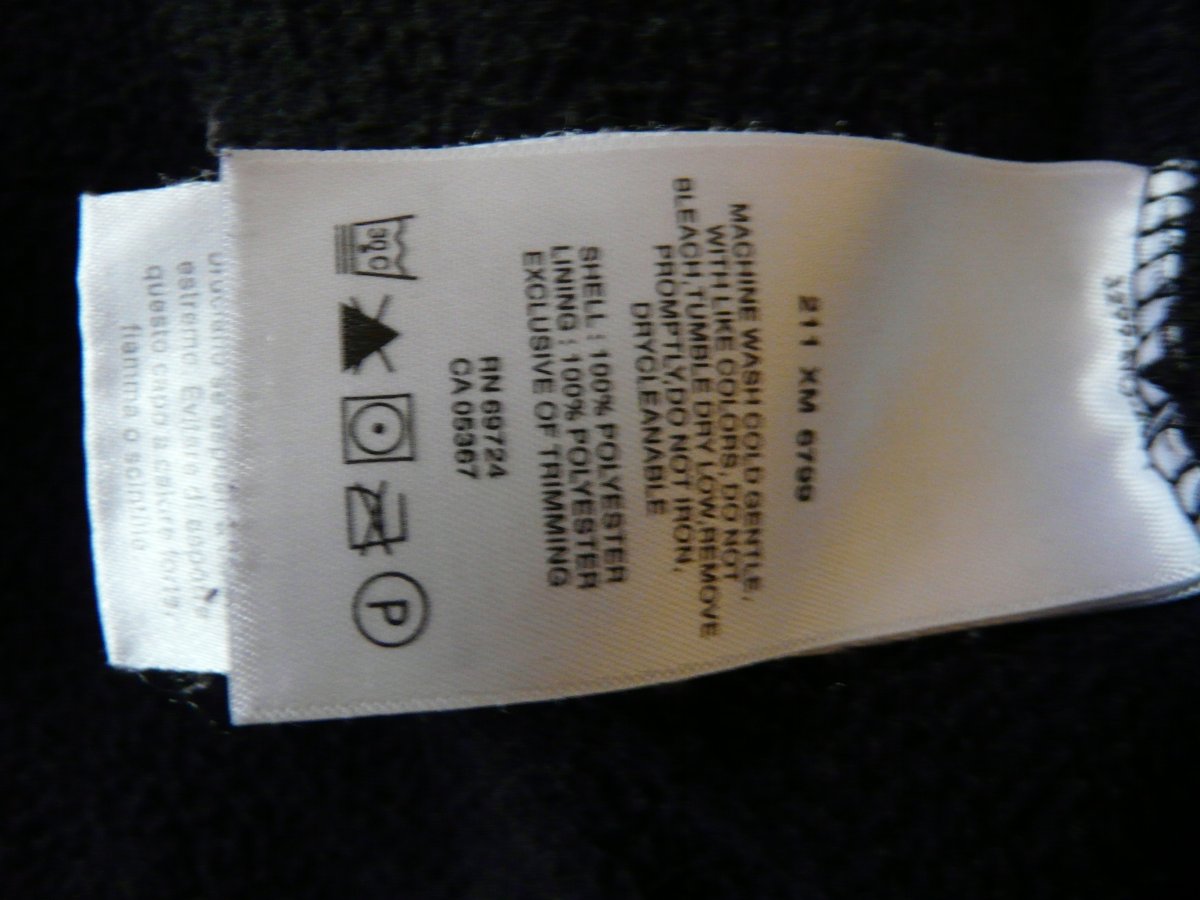 211 XM 6799
MACHINE WASH COLD GENTLE,
WITH LIKE COLORS, DO NOT
BLEACH,TUMBLE DRY LOW,REMOVE
PROMPTLY,DO NOT IRON,
DRYCLEANABLE
SHELL : 100% POLYESTER
LINING : 100% POLYESTER
EXCLUSIVE OF TRIMMING
RN 69724
CA 05367
30C
P
estremo. Evitare d'esporre
questo capo a calore forte,
fiamma o scintille